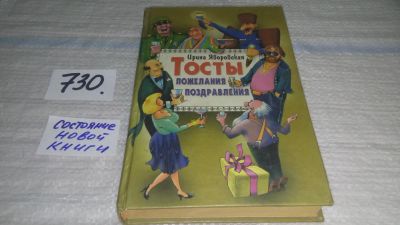 730.
СОСТОЯНИЕ
НОВОЙ
КНИГИ
Ирина Яворовская
ТОСТЫ
ПОЖЕЛАНИЯ И
ПОЗДРАВЛЕНИЯ